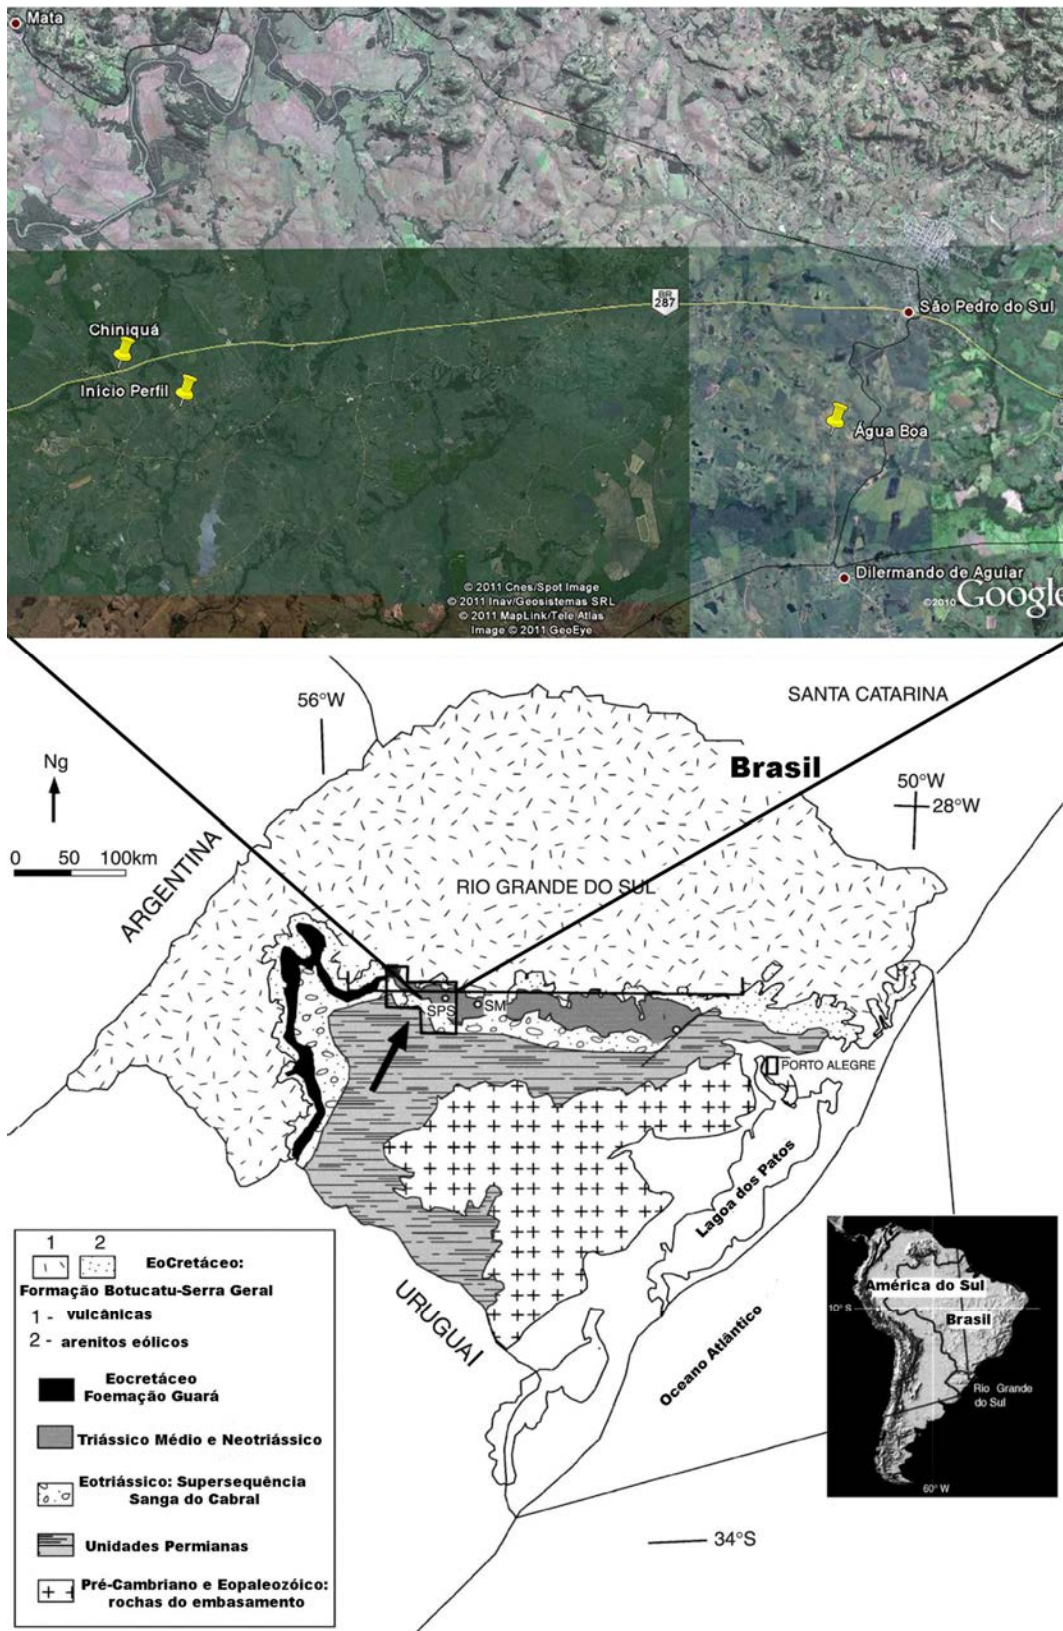 Mata
BR
287
São Pedro do Sul
Chiniquá
Início Perfil
Água Boa
Dilermando de Aguiar
© 2011 Cnes/Spot Image
© 2011 Inav/Geosistemas SRL
© 2011 MapLink/Tele Atlas
Image © 2011 GeoEye
©2010 Google
56°W
SANTA CATARINA
Ng
Brasil
50°W
28°W
0 50 100km
ARGENTINA
RIO GRANDE DO SUL
SPS
SM
PORTO ALEGRE
Lagoa dos Patos
URUGUAI
Oceano Atlântico
34°S
1 2
EoCretáceo:
Formação Botucatu-Serra Geral
1 - vulcânicas
2 - arenitos eólicos
Eocretáceo
Foemação Guará
Triássico Médio e Neotriássico
Eotriássico: Supersequência
Sanga do Cabral
Unidades Permianas
Pré-Cambriano e Eopaleozóico:
rochas do embasamento
América do Sul
10° S
Brasil
Rio Grande
do Sul
60° W